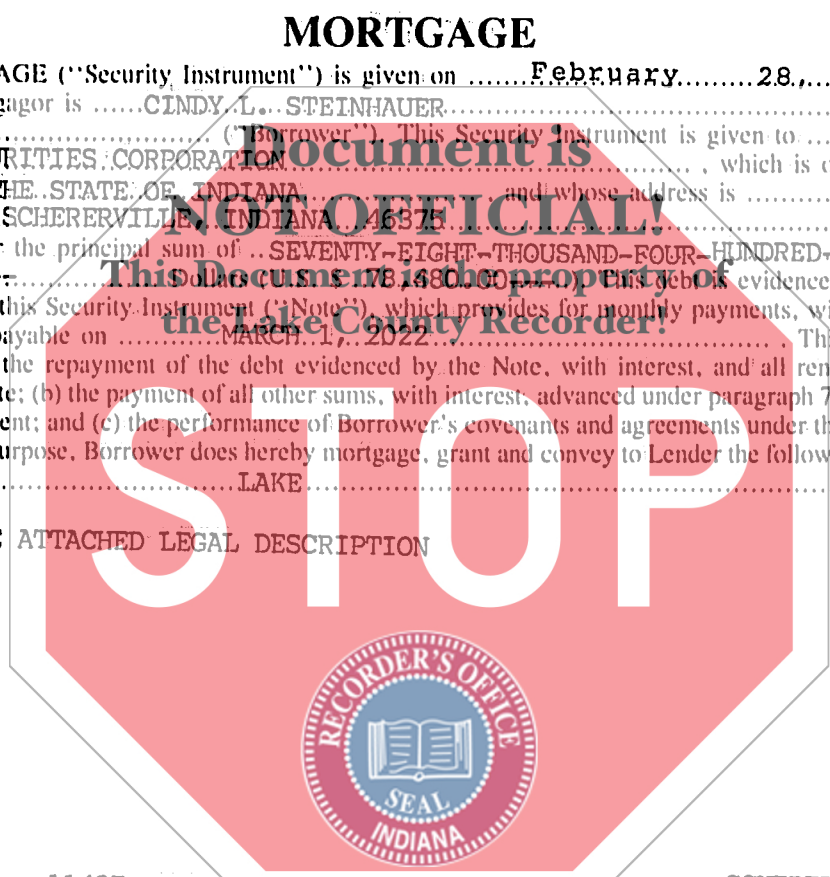 MORTGAGE
AGE ("Security Instrument") is given on ......February.........28,....
gagor is ......CINDY L. STEINHAUER
("Borrower"). This Security Instrument is given to ...
RITIES CORPORATION , which is
HE STATE OF INDIANA and whose address is
SCHERERVILLE, INDIANA 46375
the principal sum of ..SEVENTY-EIGHT-THOUSAND-FOUR-HUNDRED-
Dollars (U.S. $ 78,480.00 ). This debt is evidence
this Security Instrument ("Note"), which provides for monthly payments, wi
ayable on MARCH 1, 2022 . Th
the repayment of the debt evidenced by the Note, with interest, and all ren
te; (b) the payment of all other sums, with interest, advanced under paragraph 7
ent; and (c) the performance of Borrower's covenants and agreements under th
urpose, Borrower does hereby mortgage, grant and convey to Lender the follow
LAKE
ATTACHED LEGAL DESCRIPTION
Document is
NOT OFFICIAL!
This Document is the property of
the Lake County Recorder!
STOP
RECORDER'S OFFICE
SEAL
INDIANA